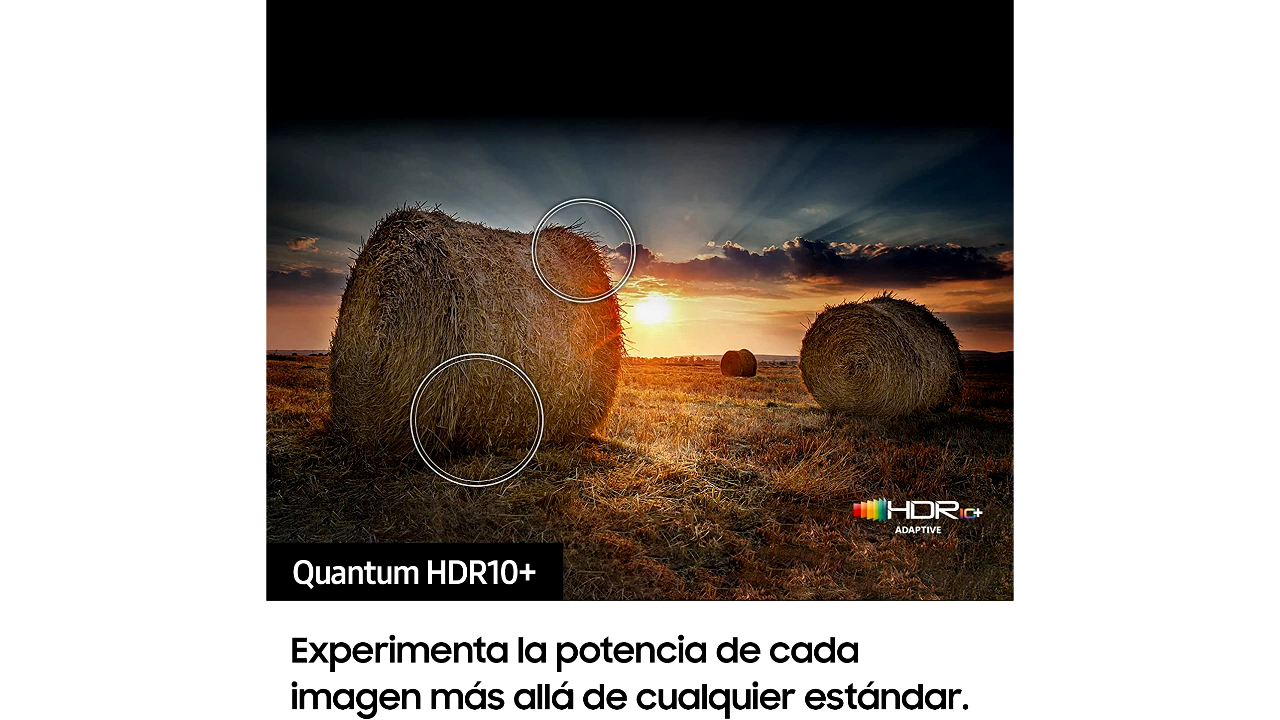 HDR10+
ADAPTIVE
Quantum HDR10+
Experimenta la potencia de cada
imagen más allá de cualquier estándar.